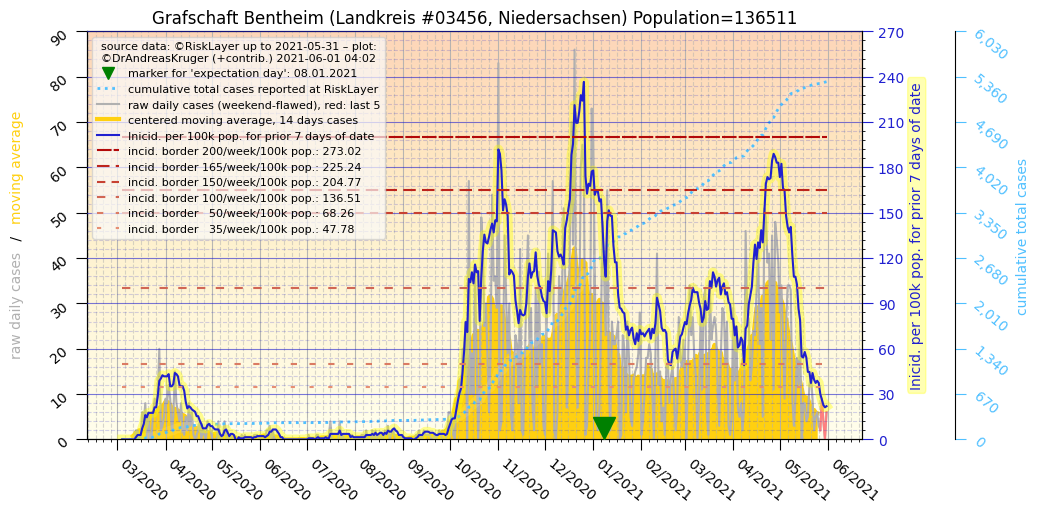 Grafschaft Bentheim (Landkreis #03456, Niedersachsen) Population=136511
source data: ©RiskLayer up to 2021-05-31 – plot:
©DrAndreasKruger (+contrib.) 2021-06-01 04:02
marker for 'expectation day': 08.01.2021
cumulative total cases reported at RiskLayer
raw daily cases (weekend-flawed), red: last 5
centered moving average, 14 days cases
Inicid. per 100k pop. for prior 7 days of date
incid. border 200/week/100k pop.: 273.02
incid. border 165/week/100k pop.: 225.24
incid. border 150/week/100k pop.: 204.77
incid. border 100/week/100k pop.: 136.51
incid. border   50/week/100k pop.: 68.26
incid. border   35/week/100k pop.: 47.78
raw daily cases / moving average
90
80
70
60
50
40
30
20
10
0
03/2020
04/2020
05/2020
06/2020
07/2020
08/2020
09/2020
10/2020
11/2020
12/2020
01/2021
02/2021
03/2021
04/2021
05/2021
06/2021
270
240
210
180
150
120
90
60
30
0
Inicid. per 100k pop. for prior 7 days of date
6,030
5,360
4,690
4,020
3,350
2,680
2,010
1,340
670
0
cumulative total cases